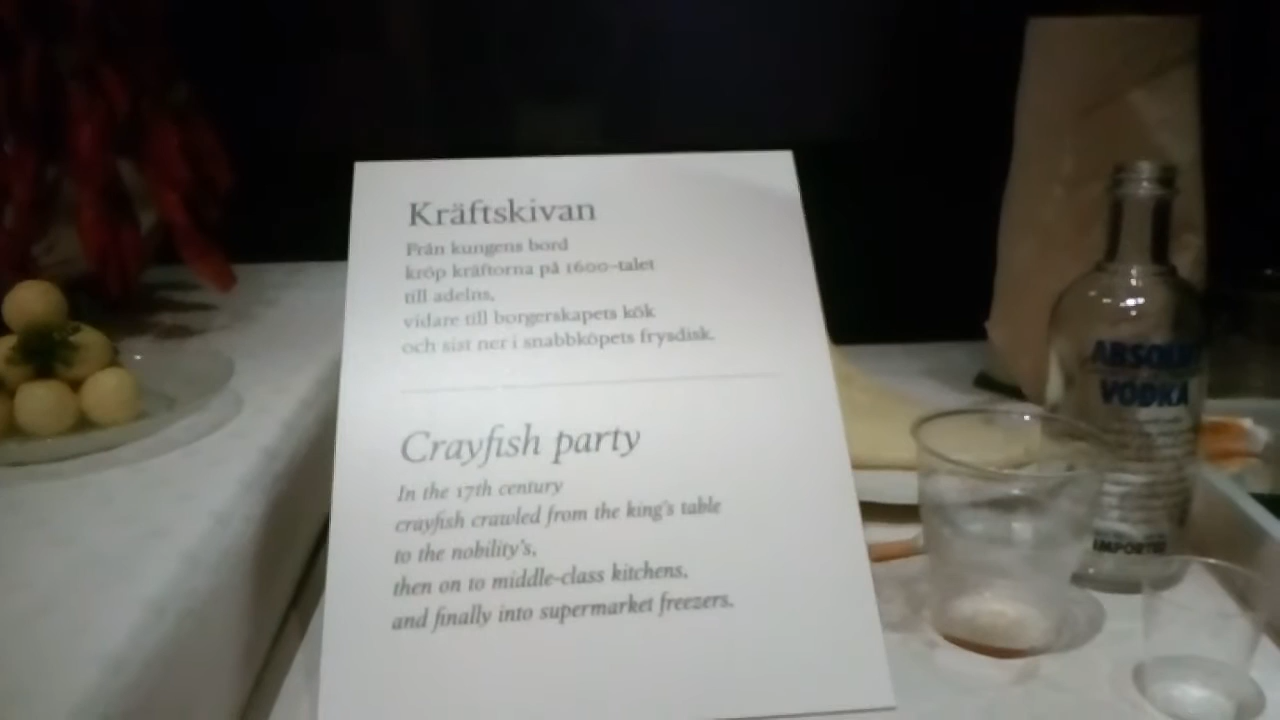 Kräftskivan
Från kungens bord
kröp kräftorna på 1600-talet
till adelns,
vidare till borgerskapets kök
och sist ner i snabbköpets frysdisk.
Crayfish party
In the 17th century
crayfish crawled from the king's table
to the nobility's,
then on to middle-class kitchens,
and finally into supermarket freezers.
ABSOLUT
VODKA
IMPORTED